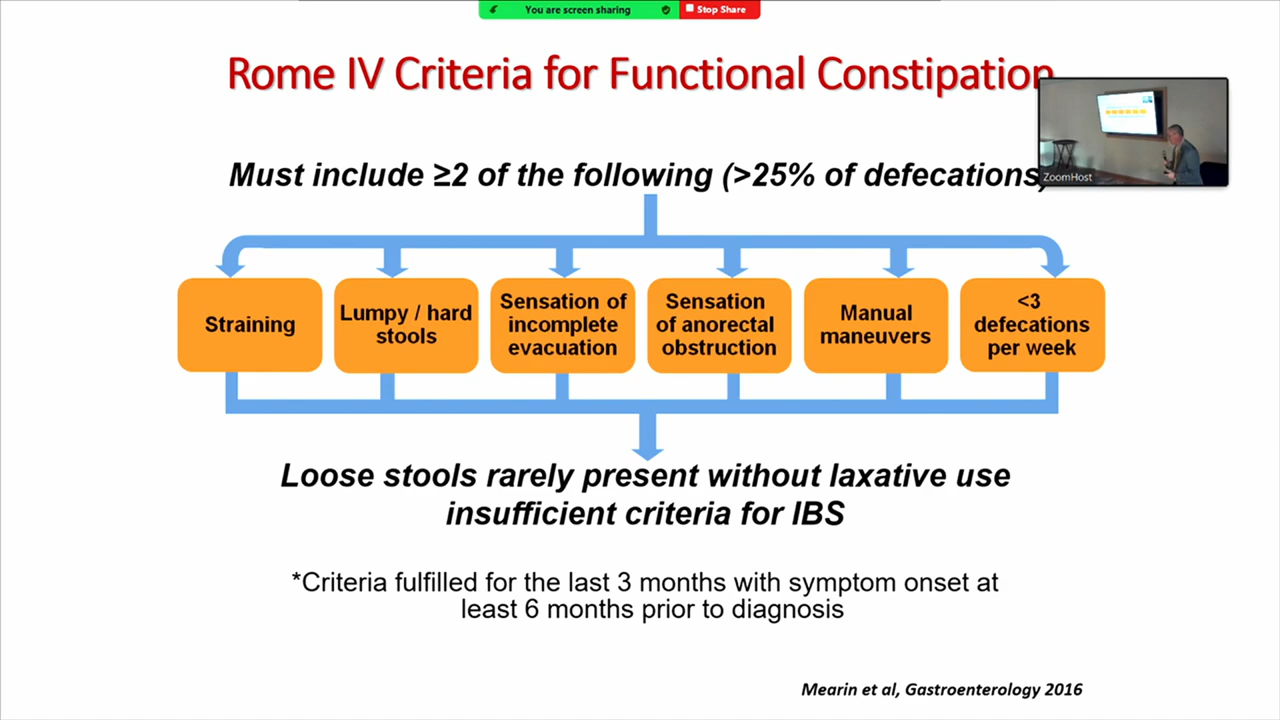 You are screen sharing
Stop Share
Rome IV Criteria for Functional Constipation
ZoomHost
Must include ≥2 of the following (>25% of defecations)
Straining
Lumpy / hard
stools
Sensation of
incomplete
evacuation
Sensation
of anorectal
obstruction
Manual
maneuvers
<3
defecations
per week
Loose stools rarely present without laxative use
insufficient criteria for IBS
*Criteria fulfilled for the last 3 months with symptom onset at
least 6 months prior to diagnosis
Mearin et al, Gastroenterology 2016